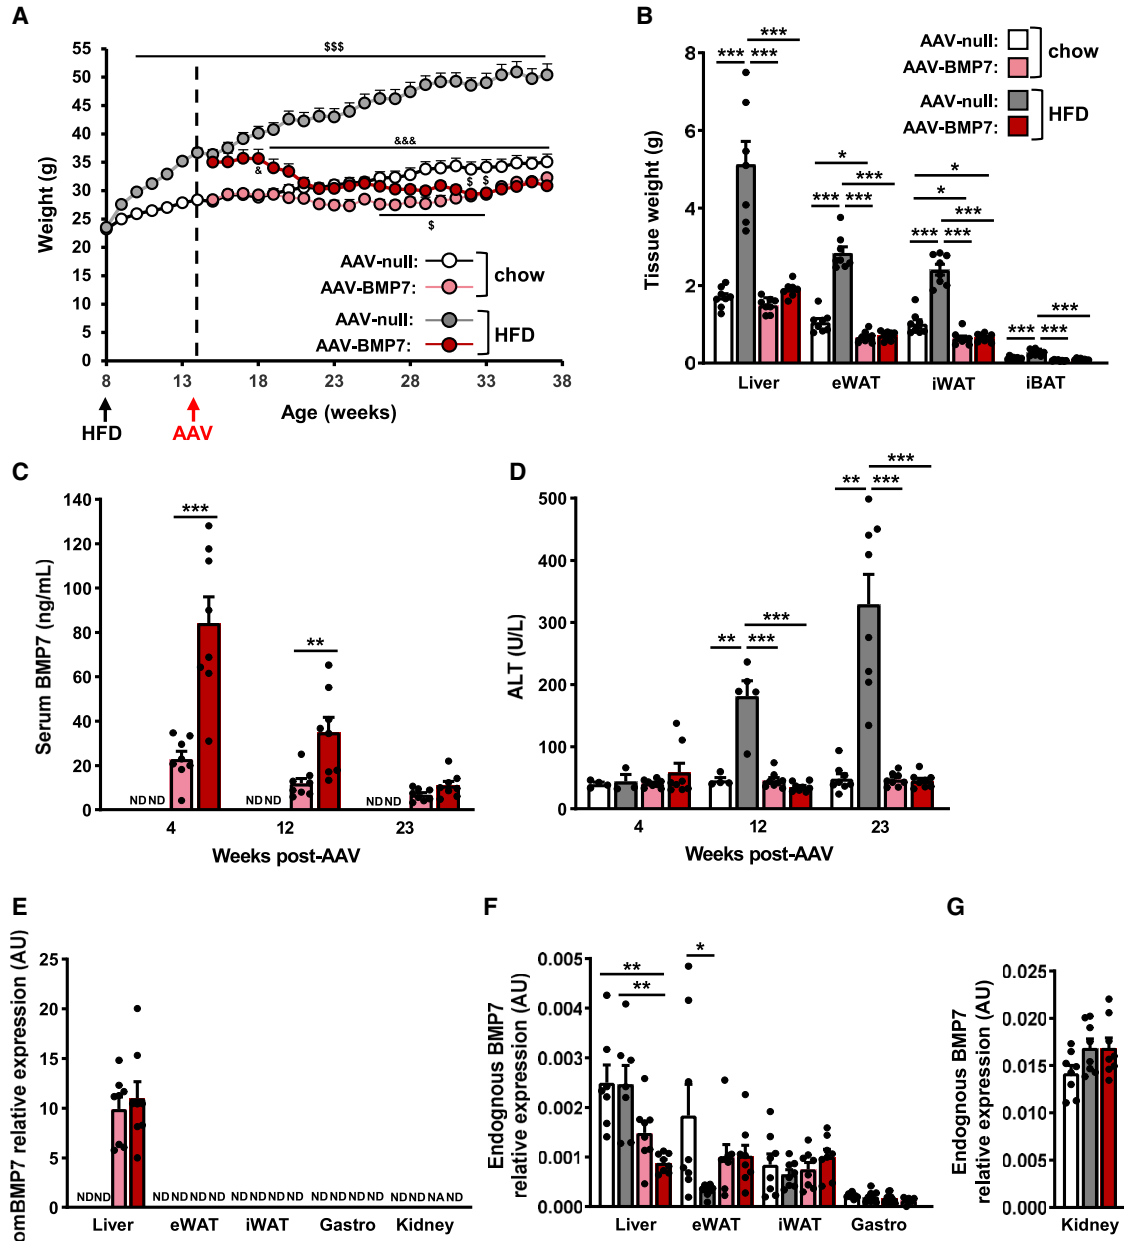 A
Weight (g)
55
50
45
40
35
30
25
20
15
10
5
0
$$$
&&&
&
$ $
$
AAV-null:
AAV-BMP7:
chow
AAV-null:
AAV-BMP7:
HFD
8 13 18 23 28 33 38
Age (weeks)
HFD
AAV
B
Tissue weight (g)
8
6
4
2
0
AAV-null:
AAV-BMP7:
chow
AAV-null:
AAV-BMP7:
HFD
***
*** ***
*
***
*** ***
*
*
***
*** ***
***
*** ***
Liver eWAT iWAT iBAT
C
Serum BMP7 (ng/mL)
140
120
100
80
60
40
20
0
***
**
ND ND ND ND ND ND
4 12 23
Weeks post-AAV
D
ALT (U/L)
500
400
300
200
100
50
0
***
** ***
***
** ***
4 12 23
Weeks post-AAV
E
omBMP7 relative expression (AU)
25
20
15
10
5
0
ND ND ND ND ND ND ND ND ND ND ND ND ND ND ND ND NA ND
Liver eWAT iWAT Gastro Kidney
F
Endognous BMP7
relative expression (AU)
0.005
0.004
0.003
0.002
0.001
0.000
**
**
*
Liver eWAT iWAT Gastro
G
Endognous BMP7
relative expression (AU)
0.025
0.020
0.015
0.010
0.005
0.000
Kidney